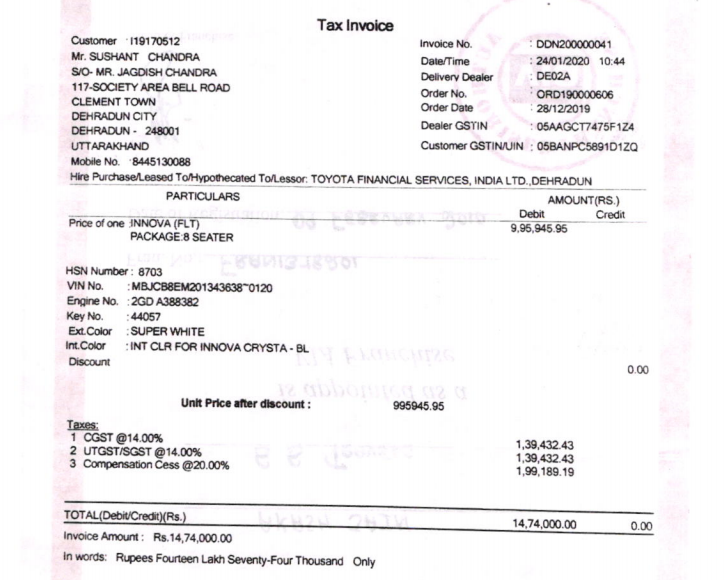 Tax Invoice
Customer : I19170512
Mr. SUSHANT CHANDRA
S/O- MR. JAGDISH CHANDRA
117-SOCIETY AREA BELL ROAD
CLEMENT TOWN
DEHRADUN CITY
DEHRADUN - 248001
UTTARAKHAND
Mobile No. :8445130088
Invoice No. : DDN200000041
Date/Time : 24/01/2020 10:44
Delivery Dealer : DE02A
Order No. : ORD190000606
Order Date : 28/12/2019
Dealer GSTIN : 05AAGCT7475F1Z4
Customer GSTIN/UIN : 05BANPC5891D1ZQ
Hire Purchase/Leased To/Hypothecated To/Lessor: TOYOTA FINANCIAL SERVICES, INDIA LTD.,DEHRADUN
PARTICULARS AMOUNT(RS.)
Debit Credit
Price of one :INNOVA (FLT) 9,95,945.95
PACKAGE:8 SEATER
HSN Number : 8703
VIN No. : MBJCB8EM201343638~0120
Engine No. : 2GD A388382
Key No. : 44057
Ext.Color : SUPER WHITE
Int.Color : INT CLR FOR INNOVA CRYSTA - BL
Discount 0.00
Unit Price after discount : 995945.95
Taxes:
1 CGST @14.00% 1,39,432.43
2 UTGST/SGST @14.00% 1,39,432.43
3 Compensation Cess @20.00% 1,99,189.19
TOTAL(Debit/Credit)(Rs.) 14,74,000.00 0.00
Invoice Amount : Rs.14,74,000.00
In words: Rupees Fourteen Lakh Seventy-Four Thousand Only